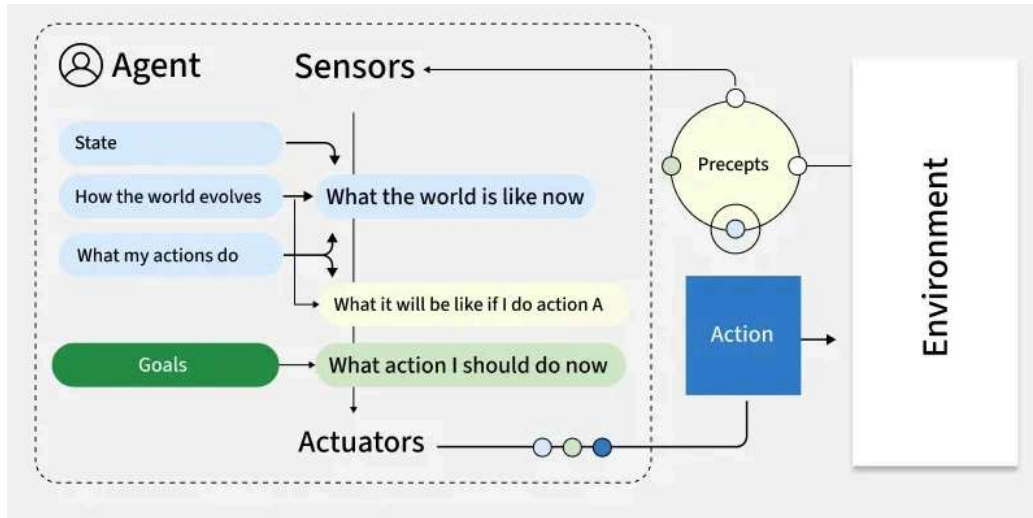 Agent
Sensors
State
How the world evolves
What the world is like now
What my actions do
What it will be like if I do action A
Goals
What action I should do now
Actuators
Precepts
Action
Environment